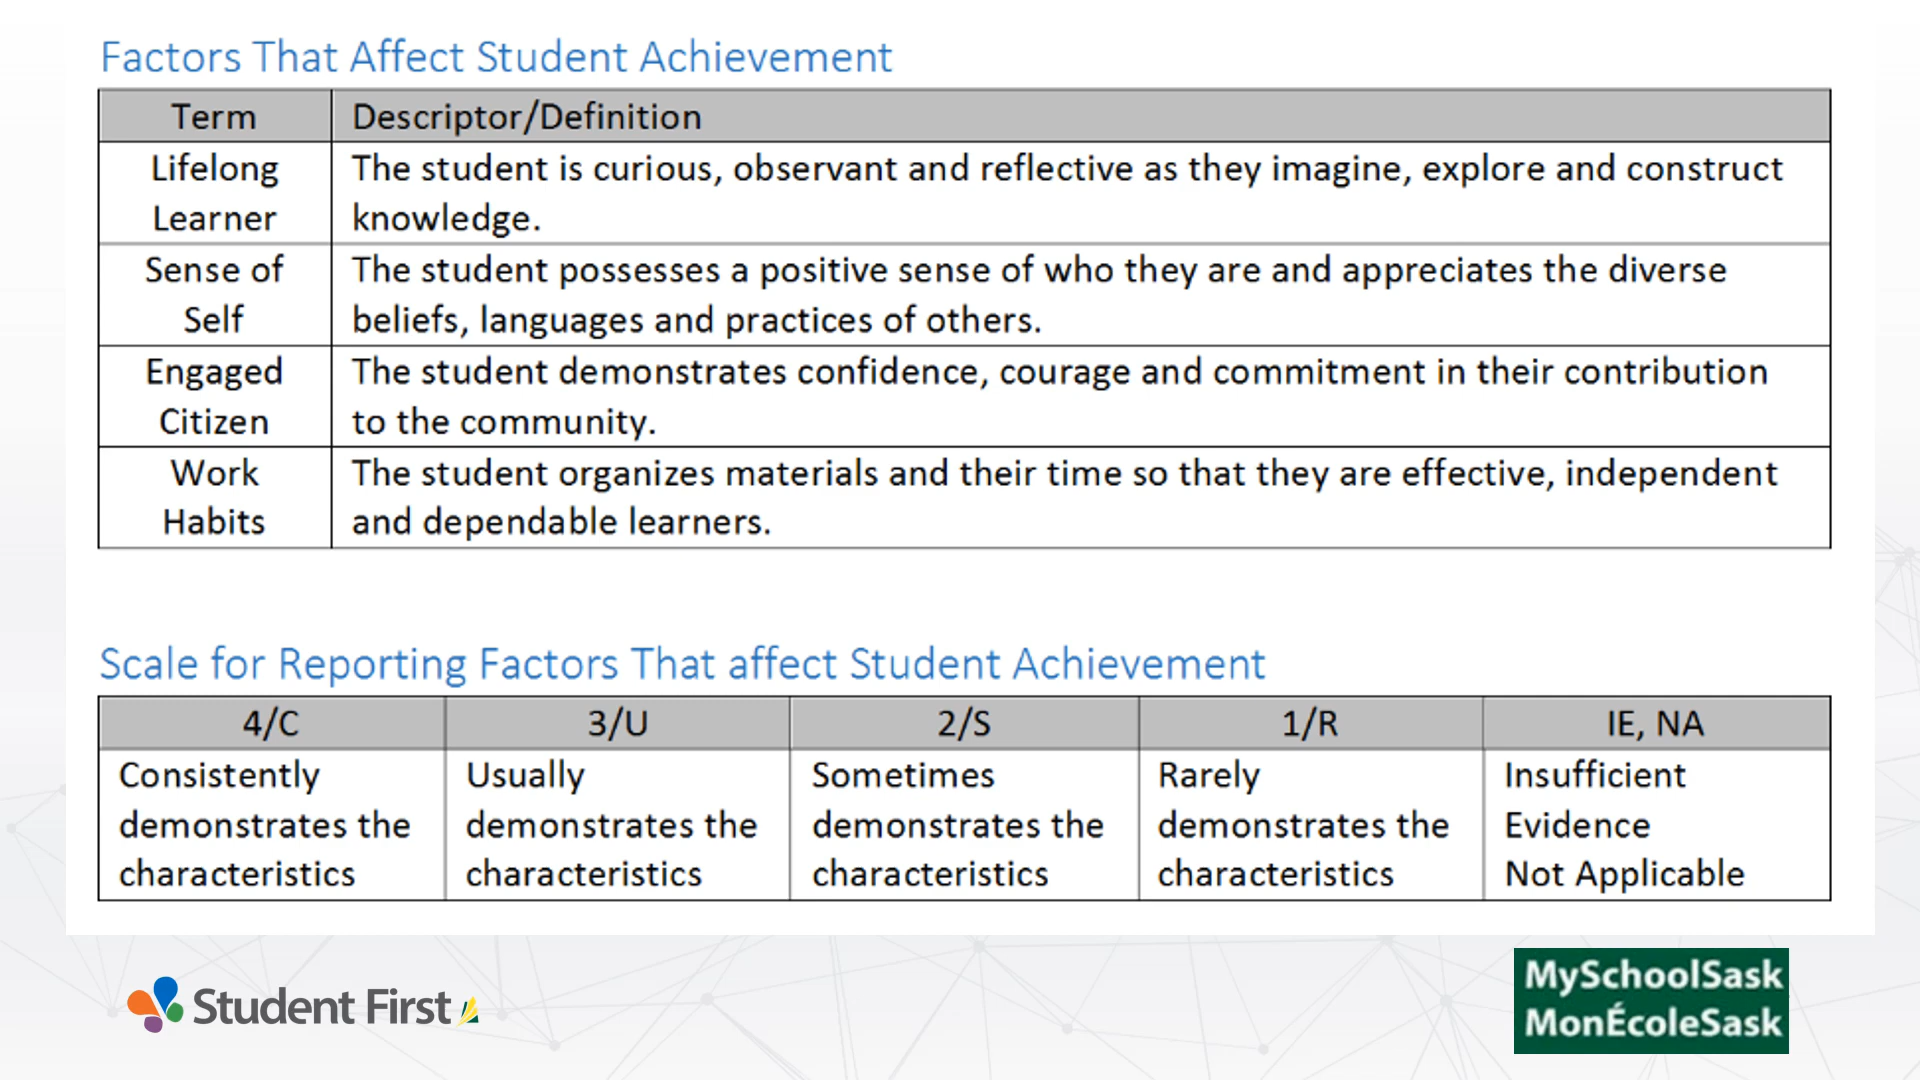 Factors That Affect Student Achievement
Term
Descriptor/Definition
Lifelong
Learner
The student is curious, observant and reflective as they imagine, explore and construct
knowledge.
Sense of
Self
The student possesses a positive sense of who they are and appreciates the diverse
beliefs, languages and practices of others.
Engaged
Citizen
The student demonstrates confidence, courage and commitment in their contribution
to the community.
Work
Habits
The student organizes materials and their time so that they are effective, independent
and dependable learners.
Scale for Reporting Factors That affect Student Achievement
4/C
3/U
2/S
1/R
IE, NA
Consistently
demonstrates the
characteristics
Usually
demonstrates the
characteristics
Sometimes
demonstrates the
characteristics
Rarely
demonstrates the
characteristics
Insufficient
Evidence
Not Applicable
Student First
MySchoolSask
MonÉcoleSask